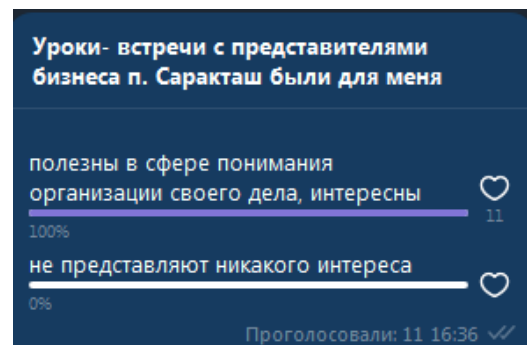 Уроки- встречи с представителями
бизнеса п. Саракташ были для меня
полезны в сфере понимания
организации своего дела, интересны
11
100%
не представляют никакого интереса
0%
Проголосовали: 11 16:36